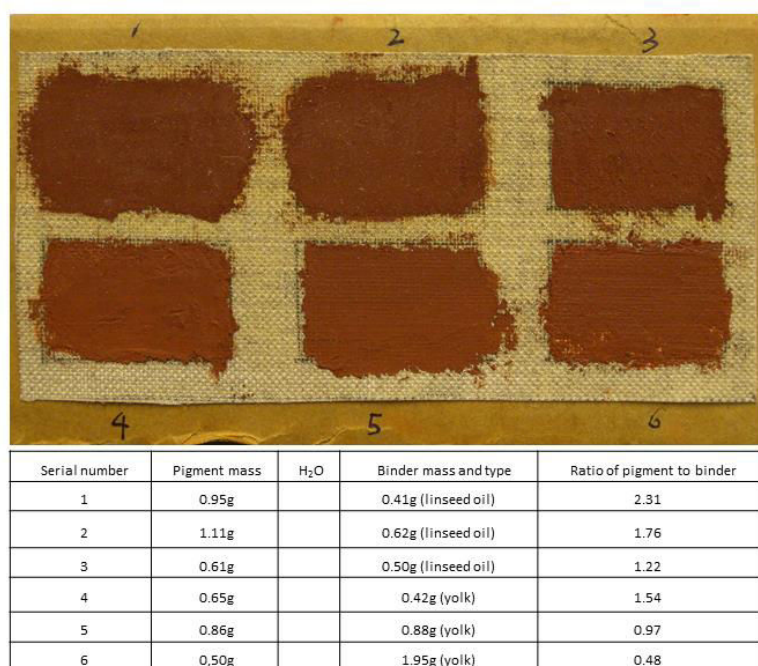 1 2 3
4 5 6
Serial number Pigment mass H₂O Binder mass and type Ratio of pigment to binder
1 0.95g 0.41g (linseed oil) 2.31
2 1.11g 0.62g (linseed oil) 1.76
3 0.61g 0.50g (linseed oil) 1.22
4 0.65g 0.42g (yolk) 1.54
5 0.86g 0.88g (yolk) 0.97
6 0,50g 1.95g (yolk) 0.48